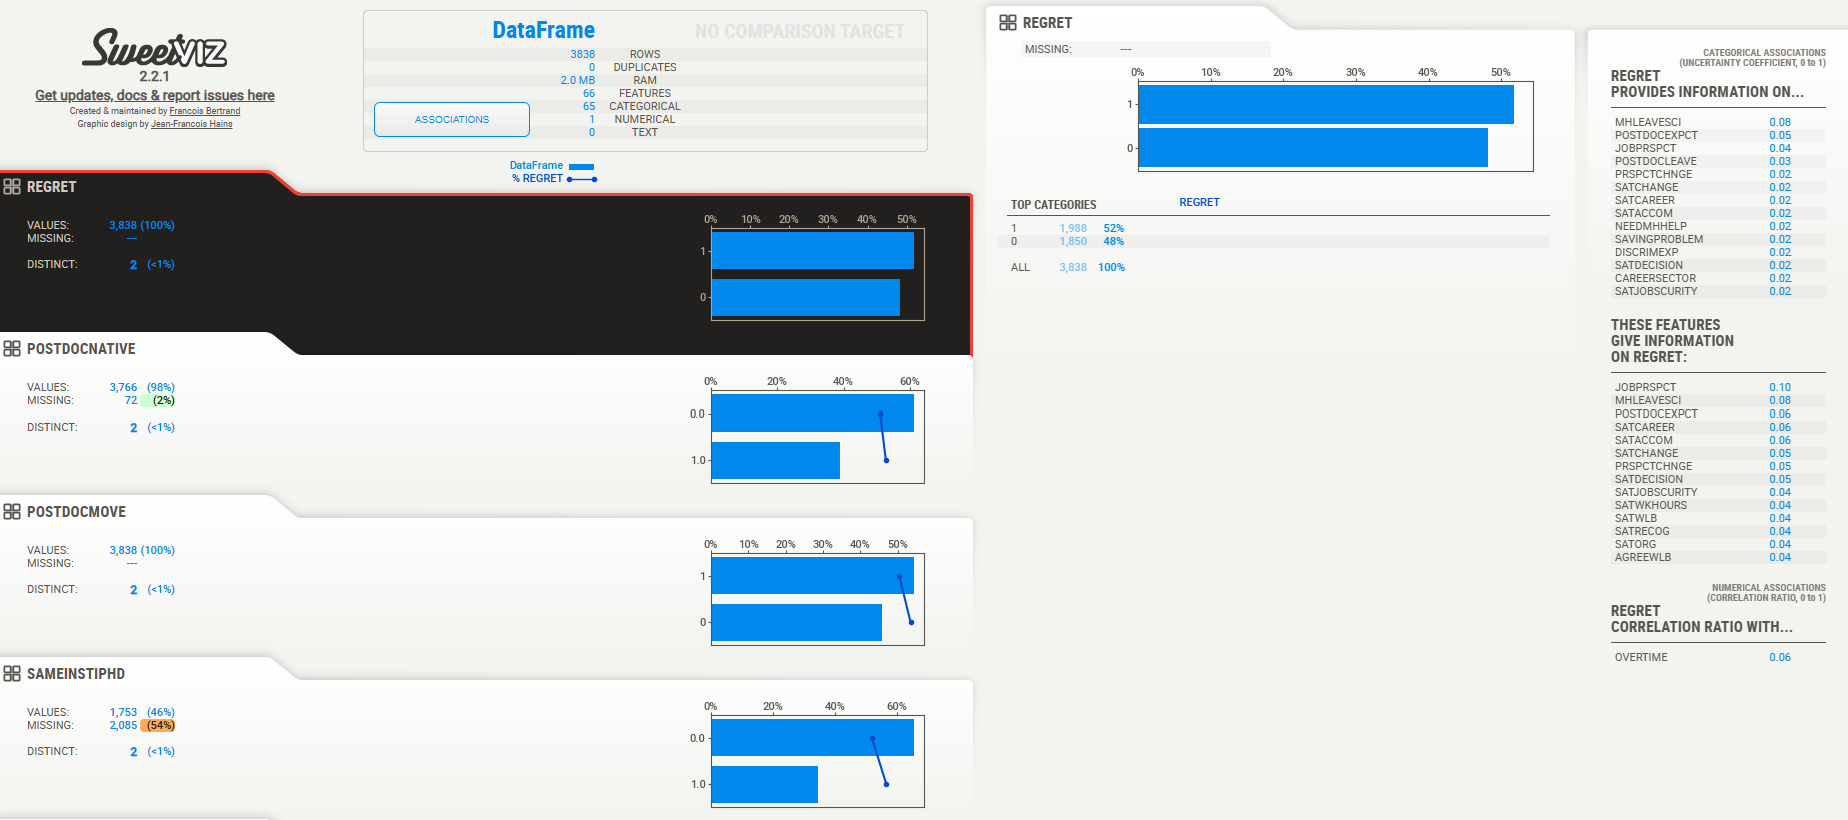 SweetVIZ
2.2.1
Get updates, docs & report issues here
Created & maintained by Francois Bertrand
Graphic design by Jean-Francois Hains
DataFrame NO COMPARISON TARGET
3838 ROWS
0 DUPLICATES
2.0 MB RAM
66 FEATURES
65 CATEGORICAL
1 NUMERICAL
0 TEXT
ASSOCIATIONS
DataFrame
% REGRET
REGRET
VALUES: 3,838 (100%)
MISSING: ---
DISTINCT: 2 (<1%)
0% 10% 20% 30% 40% 50%
1
0
POSTDOCNATIVE
VALUES: 3,766 (98%)
MISSING: 72 (2%)
DISTINCT: 2 (<1%)
0% 20% 40% 60%
0.0
1.0
POSTDOCMOVE
VALUES: 3,838 (100%)
MISSING: ---
DISTINCT: 2 (<1%)
0% 10% 20% 30% 40% 50%
1
0
SAMEINSTIPHD
VALUES: 1,753 (46%)
MISSING: 2,085 (54%)
DISTINCT: 2 (<1%)
0% 20% 40% 60%
0.0
1.0
REGRET
MISSING: ---
0% 10% 20% 30% 40% 50%
1
0
TOP CATEGORIES REGRET
1 1,988 52%
0 1,850 48%
ALL 3,838 100%
CATEGORICAL ASSOCIATIONS
(UNCERTAINTY COEFFICIENT, 0 to 1)
REGRET
PROVIDES INFORMATION ON...
MHLEAVESCI 0.08
POSTDOCEXPCT 0.05
JOBPRSPCT 0.04
POSTDOCLEAVE 0.03
PRSPCTCHNGE 0.02
SATCHANGE 0.02
SATCAREER 0.02
SATACCOM 0.02
NEEDMHHELP 0.02
SAVINGPROBLEM 0.02
DISCRIMEXP 0.02
SATDECISION 0.02
CAREERSECTOR 0.02
SATJOBSCURITY 0.02
THESE FEATURES
GIVE INFORMATION
ON REGRET:
JOBPRSPCT 0.10
MHLEAVESCI 0.08
POSTDOCEXPCT 0.06
SATCAREER 0.06
SATACCOM 0.06
SATCHANGE 0.05
PRSPCTCHNGE 0.05
SATDECISION 0.05
SATJOBSCURITY 0.04
SATWKHOURS 0.04
SATWLB 0.04
SATRECOG 0.04
SATORG 0.04
AGREEWLB 0.04
NUMERICAL ASSOCIATIONS
(CORRELATION RATIO, 0 to 1)
REGRET
CORRELATION RATIO WITH...
OVERTIME 0.06